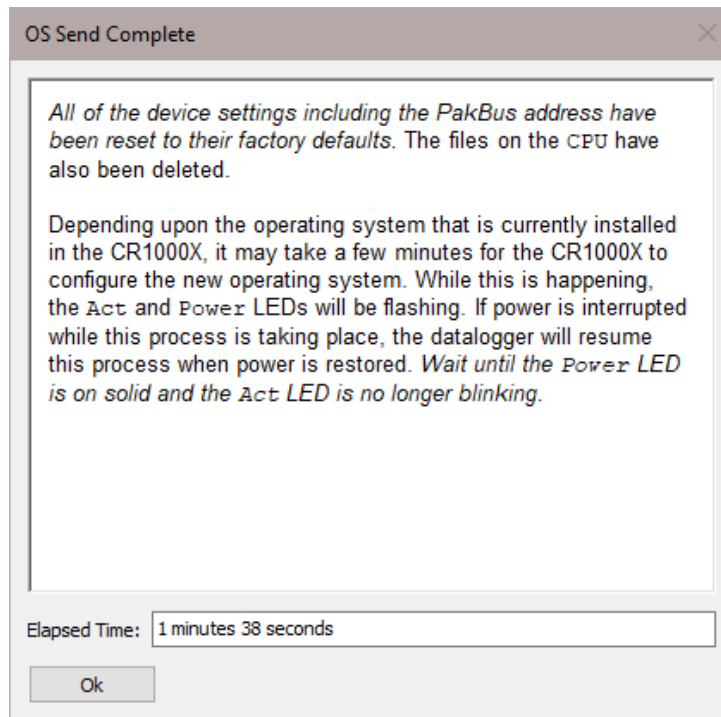 OS Send Complete
All of the device settings including the PakBus address have
been reset to their factory defaults. The files on the CPU have
also been deleted.
Depending upon the operating system that is currently installed
in the CR1000X, it may take a few minutes for the CR1000X to
configure the new operating system. While this is happening,
the Act and Power LEDs will be flashing. If power is interrupted
while this process is taking place, the datalogger will resume
this process when power is restored. Wait until the Power LED
is on solid and the Act LED is no longer blinking.
Elapsed Time: 1 minutes 38 seconds
Ok